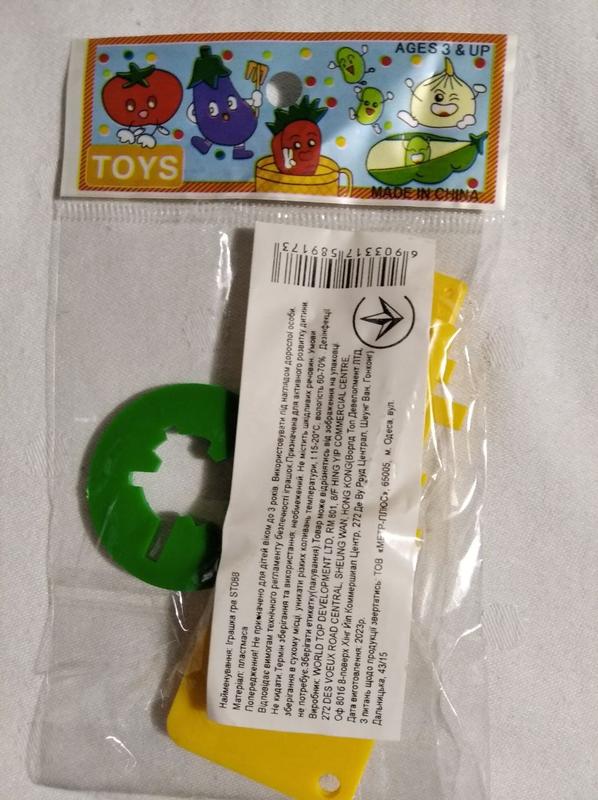 AGES 3 & UP
TOYS
MADE IN CHINA
6 903317 589173
Найменування: Іграшка гра ST088
Матеріал: пластмаса
Попередження! Не призначено для дітей віком до 3 років. Використовувати під наглядом дорослої особи.
Відповідає вимогам технічного регламенту безпечності іграшок.Призначена для активного розвитку дитини.
Не кидати.Термін зберігання та використання: необмежений. Не містить шкідливих речовин. Умови
зберігання:в сухому місці, уникати різких коливань температури, t 15-20°С, вологість 60-70%. Дезінфекції
не потребує.Зберігати етикетку(пакування).Товар може відрізнятись від зображення на упаковці.
Виробник: WORLD TOP DEVELOPMENT LTD, RM 801, 8/F HING YIP COMMERCIAL CENTRE,
272 DES VOEUX ROAD CENTRAL, SHEUNG WAN, HONG KONG(Ворлд Топ Девелопмент ЛТД,
Оф 8016 8-поверх Хінг Йіп Коммершиал Центр, 272 Де Ву Роуд Централ, Шеунг Ван, Гонконг)
Дата виготовлення: 2023р.
З питань щодо продукції звертатись: ТОВ «МЕТР-ПЛЮС», 65005, м. Одеса, вул.
Дальницька, 43/15